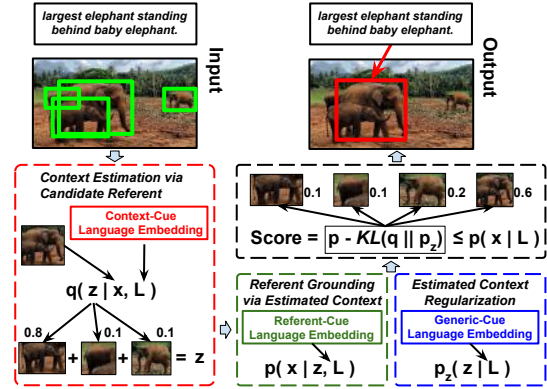 largest elephant standing
behind baby elephant.
Input
largest elephant standing
behind baby elephant.
Output
Context Estimation via
Candidate Referent
Context-Cue
Language Embedding
q( z | x, L )
0.8 0.1 0.1
+ + = z
0.1 0.1 0.2 0.6
Score = p - KL(q || p_z) ≤ p( x | L )
Referent Grounding
via Estimated Context
Referent-Cue
Language Embedding
p( x | z, L )
Estimated Context
Regularization
Generic-Cue
Language Embedding
p_z( z | L )